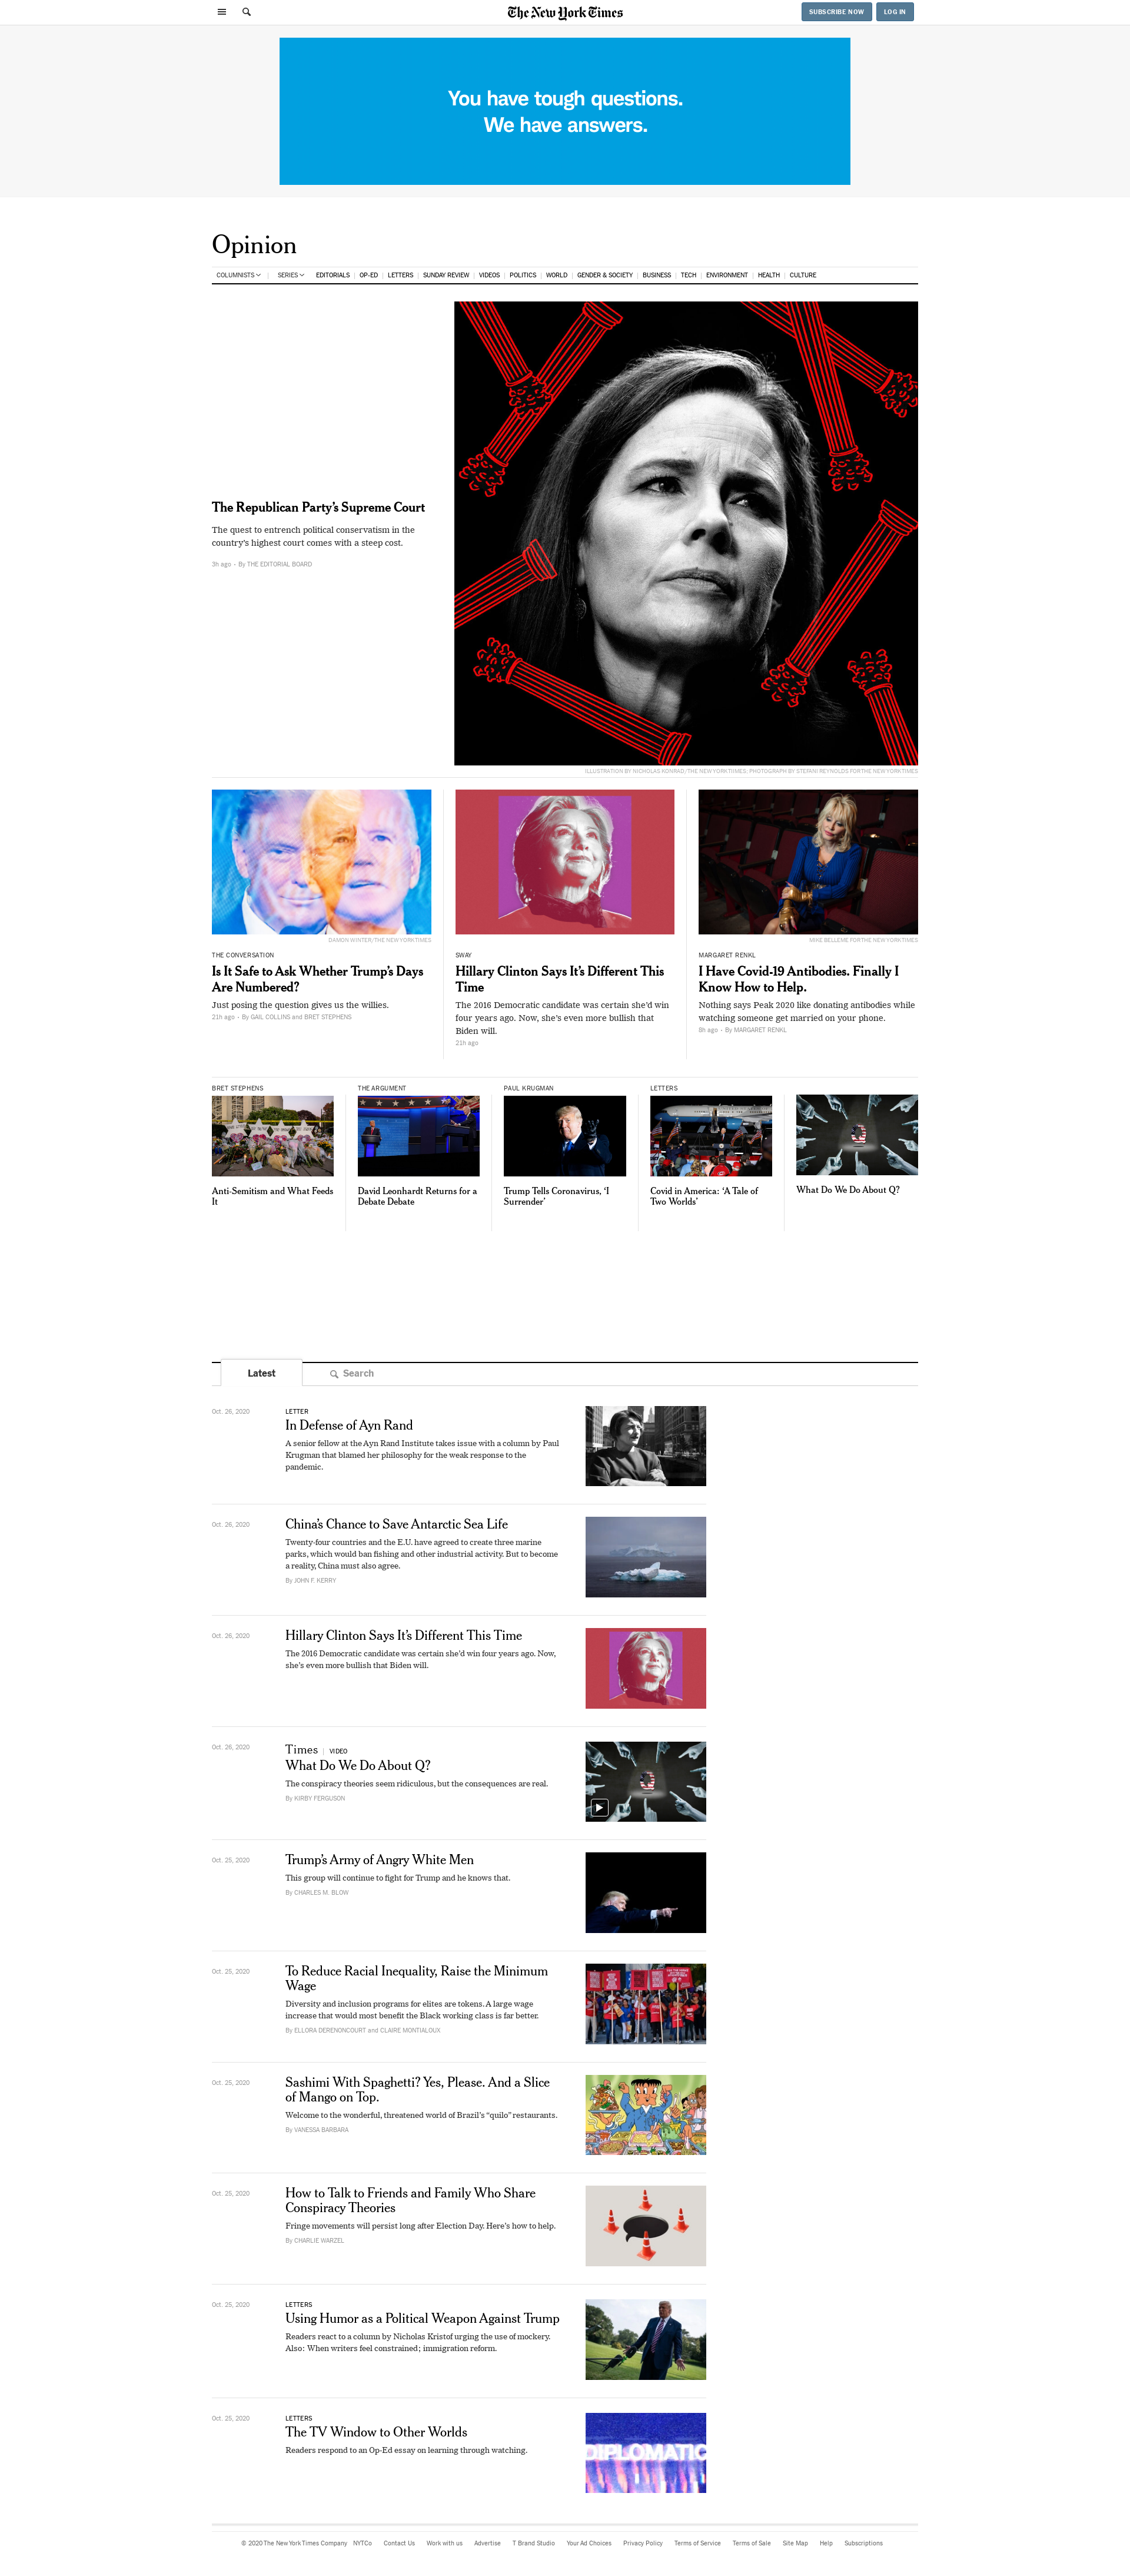 The New York Times
SUBSCRIBE NOW
LOG IN
You have tough questions.
We have answers.
Opinion
COLUMNISTS | SERIES EDITORIALS | OP-ED | LETTERS | SUNDAY REVIEW | VIDEOS | POLITICS | WORLD | GENDER & SOCIETY | BUSINESS | TECH | ENVIRONMENT | HEALTH | CULTURE
The Republican Party’s Supreme Court
The quest to entrench political conservatism in the
country’s highest court comes with a steep cost.
3h ago - By THE EDITORIAL BOARD
ILLUSTRATION BY NICHOLAS KONRAD/THE NEW YORK TIMES; PHOTOGRAPH BY STEFANI REYNOLDS FOR THE NEW YORK TIMES
DAMON WINTER/THE NEW YORK TIMES
THE CONVERSATION
Is It Safe to Ask Whether Trump’s Days
Are Numbered?
Just posing the question gives us the willies.
21h ago - By GAIL COLLINS and BRET STEPHENS
SWAY
Hillary Clinton Says It’s Different This
Time
The 2016 Democratic candidate was certain she’d win
four years ago. Now, she’s even more bullish that
Biden will.
21h ago
MIKE BELLEME FOR THE NEW YORK TIMES
MARGARET RENKL
I Have Covid-19 Antibodies. Finally I
Know How to Help.
Nothing says Peak 2020 like donating antibodies while
watching someone get married on your phone.
8h ago - By MARGARET RENKL
BRET STEPHENS
Anti-Semitism and What Feeds
It
THE ARGUMENT
David Leonhardt Returns for a
Debate Debate
PAUL KRUGMAN
Trump Tells Coronavirus, ‘I
Surrender’
LETTERS
Covid in America: ‘A Tale of
Two Worlds’
What Do We Do About Q?
Latest
Search
Oct. 26, 2020
LETTER
In Defense of Ayn Rand
A senior fellow at the Ayn Rand Institute takes issue with a column by Paul
Krugman that blamed her philosophy for the weak response to the
pandemic.
Oct. 26, 2020
China’s Chance to Save Antarctic Sea Life
Twenty-four countries and the E.U. have agreed to create three marine
parks, which would ban fishing and other industrial activity. But to become
a reality, China must also agree.
By JOHN F. KERRY
Oct. 26, 2020
Hillary Clinton Says It’s Different This Time
The 2016 Democratic candidate was certain she’d win four years ago. Now,
she’s even more bullish that Biden will.
Oct. 26, 2020
Times | VIDEO
What Do We Do About Q?
The conspiracy theories seem ridiculous, but the consequences are real.
By KIRBY FERGUSON
Oct. 25, 2020
Trump’s Army of Angry White Men
This group will continue to fight for Trump and he knows that.
By CHARLES M. BLOW
Oct. 25, 2020
To Reduce Racial Inequality, Raise the Minimum
Wage
Diversity and inclusion programs for elites are tokens. A large wage
increase that would most benefit the Black working class is far better.
By ELLORA DERENONCOURT and CLAIRE MONTIALOUX
Oct. 25, 2020
Sashimi With Spaghetti? Yes, Please. And a Slice
of Mango on Top.
Welcome to the wonderful, threatened world of Brazil’s “quilo” restaurants.
By VANESSA BARBARA
Oct. 25, 2020
How to Talk to Friends and Family Who Share
Conspiracy Theories
Fringe movements will persist long after Election Day. Here’s how to help.
By CHARLIE WARZEL
Oct. 25, 2020
LETTERS
Using Humor as a Political Weapon Against Trump
Readers react to a column by Nicholas Kristof urging the use of mockery.
Also: When writers feel constrained; immigration reform.
Oct. 25, 2020
LETTERS
The TV Window to Other Worlds
Readers respond to an Op-Ed essay on learning through watching.
DIPLOMATIC
© 2020 The New York Times Company NYTCo Contact Us Work with us Advertise T Brand Studio Your Ad Choices Privacy Policy Terms of Service Terms of Sale Site Map Help Subscriptions